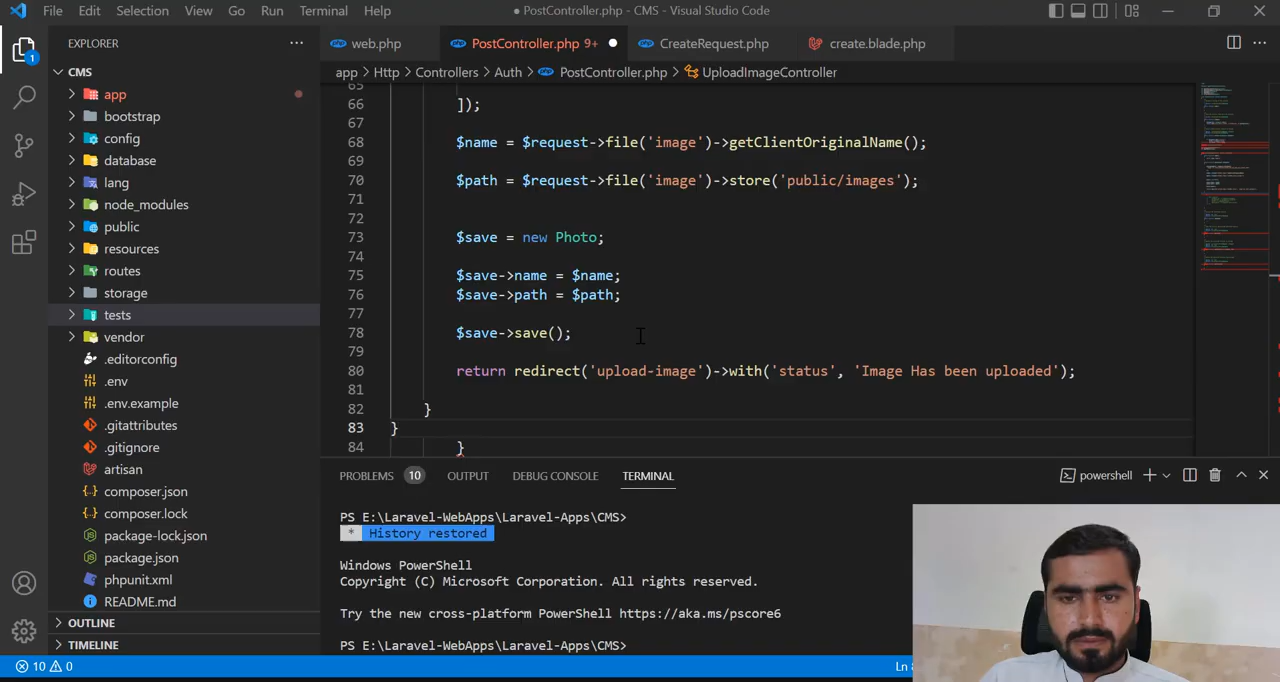 File Edit Selection View Go Run Terminal Help
● PostController.php - CMS - Visual Studio Code
EXPLORER
web.php
PostController.php 9+
CreateRequest.php
create.blade.php
CMS
app > Http > Controllers > Auth > PostController.php > UploadImageController
app
bootstrap
config
database
lang
node_modules
public
resources
routes
storage
tests
vendor
.editorconfig
.env
.env.example
.gitattributes
.gitignore
artisan
composer.json
composer.lock
package-lock.json
package.json
phpunit.xml
README.md
OUTLINE
TIMELINE
1
65
66 ]);
67
68 $name = $request->file('image')->getClientOriginalName();
69
70 $path = $request->file('image')->store('public/images');
71
72
73 $save = new Photo;
74
75 $save->name = $name;
76 $save->path = $path;
77
78 $save->save();
79
80 return redirect('upload-image')->with('status', 'Image Has been uploaded');
81
82 }
83 }
84 }
PROBLEMS 10 OUTPUT DEBUG CONSOLE TERMINAL
powershell
PS E:\Laravel-WebApps\Laravel-Apps\CMS>
* History restored
Windows PowerShell
Copyright (C) Microsoft Corporation. All rights reserved.
Try the new cross-platform PowerShell https://aka.ms/pscore6
PS E:\Laravel-WebApps\Laravel-Apps\CMS>
10 0
Ln